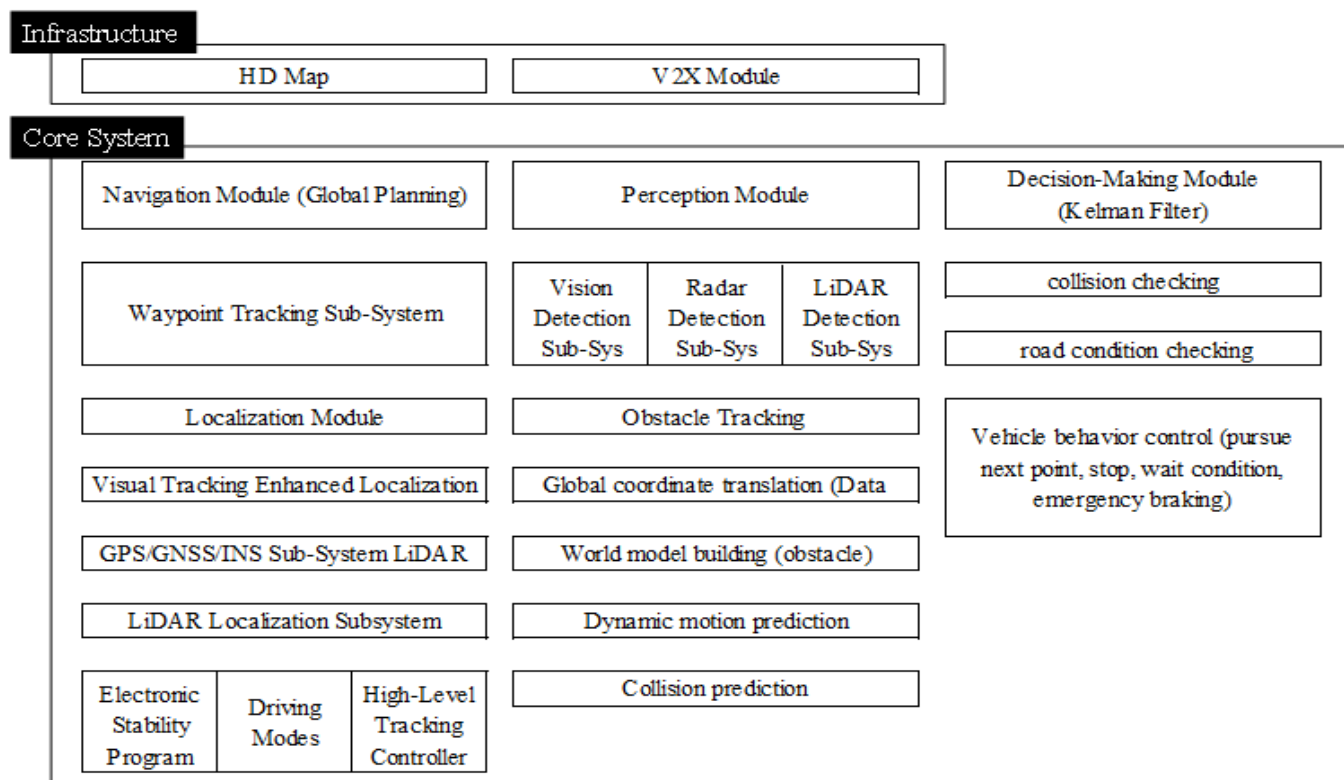 Infrastructure
HD Map
V2X Module
Core System
Navigation Module (Global Planning)
Perception Module
Decision-Making Module
(Kelman Filter)
Waypoint Tracking Sub-System
Vision
Detection
Sub-Sys
Radar
Detection
Sub-Sys
LiDAR
Detection
Sub-Sys
collision checking
road condition checking
Localization Module
Obstacle Tracking
Vehicle behavior control (pursue
next point, stop, wait condition,
emergency braking)
Visual Tracking Enhanced Localization
Global coordinate translation (Data
GPS/GNSS/INS Sub-System LiDAR
World model building (obstacle)
LiDAR Localization Subsystem
Dynamic motion prediction
Electronic
Stability
Program
Driving
Modes
High-Level
Tracking
Controller
Collision prediction